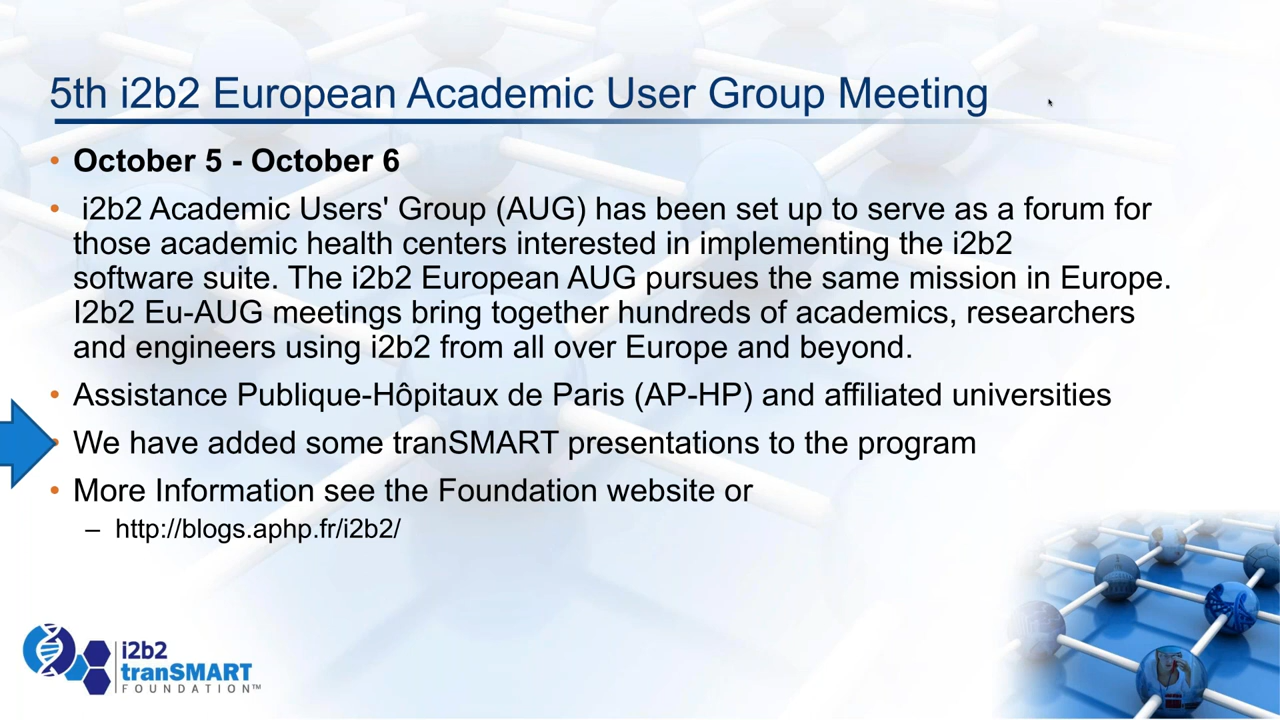 5th i2b2 European Academic User Group Meeting
• October 5 - October 6
• i2b2 Academic Users' Group (AUG) has been set up to serve as a forum for
those academic health centers interested in implementing the i2b2
software suite. The i2b2 European AUG pursues the same mission in Europe.
I2b2 Eu-AUG meetings bring together hundreds of academics, researchers
and engineers using i2b2 from all over Europe and beyond.
• Assistance Publique-Hôpitaux de Paris (AP-HP) and affiliated universities
• We have added some tranSMART presentations to the program
• More Information see the Foundation website or
– http://blogs.aphp.fr/i2b2/
i2b2
tranSMART
FOUNDATION™